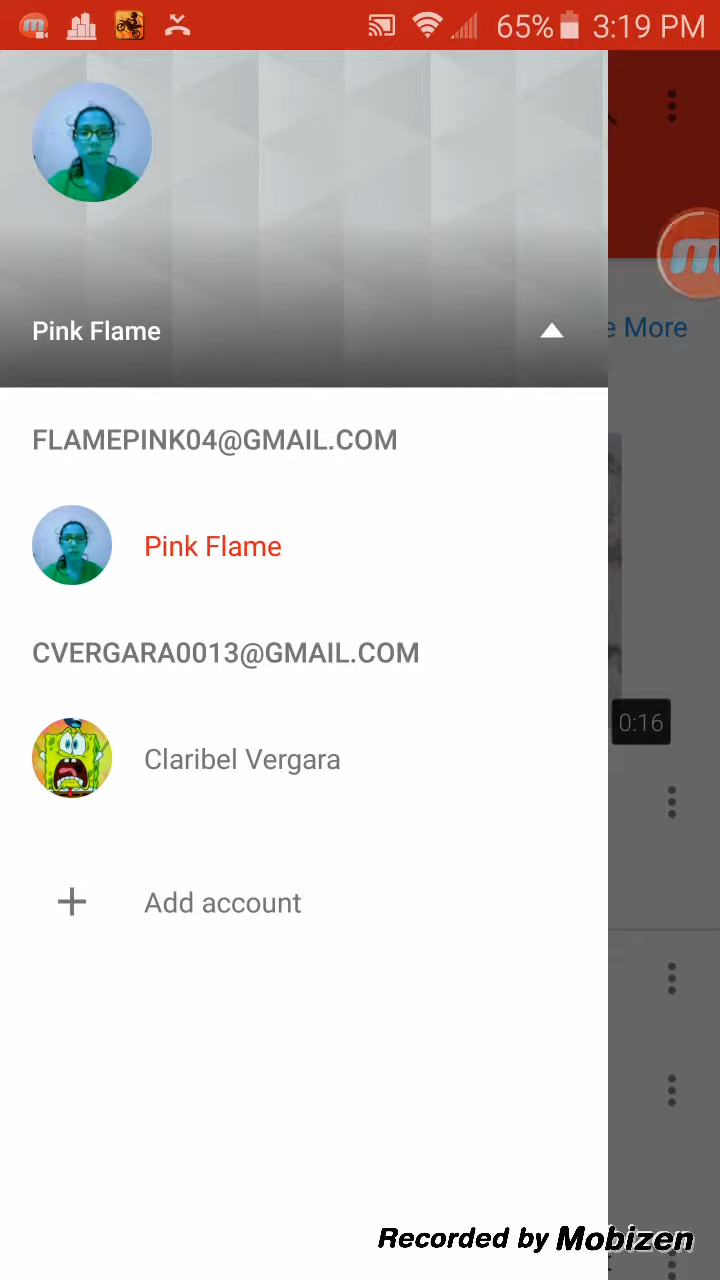 65% 3:19 PM
m
Pink Flame
e More
FLAMEPINK04@GMAIL.COM
Pink Flame
CVERGARA0013@GMAIL.COM
0:16
Claribel Vergara
Add account
Recorded by Mobizen